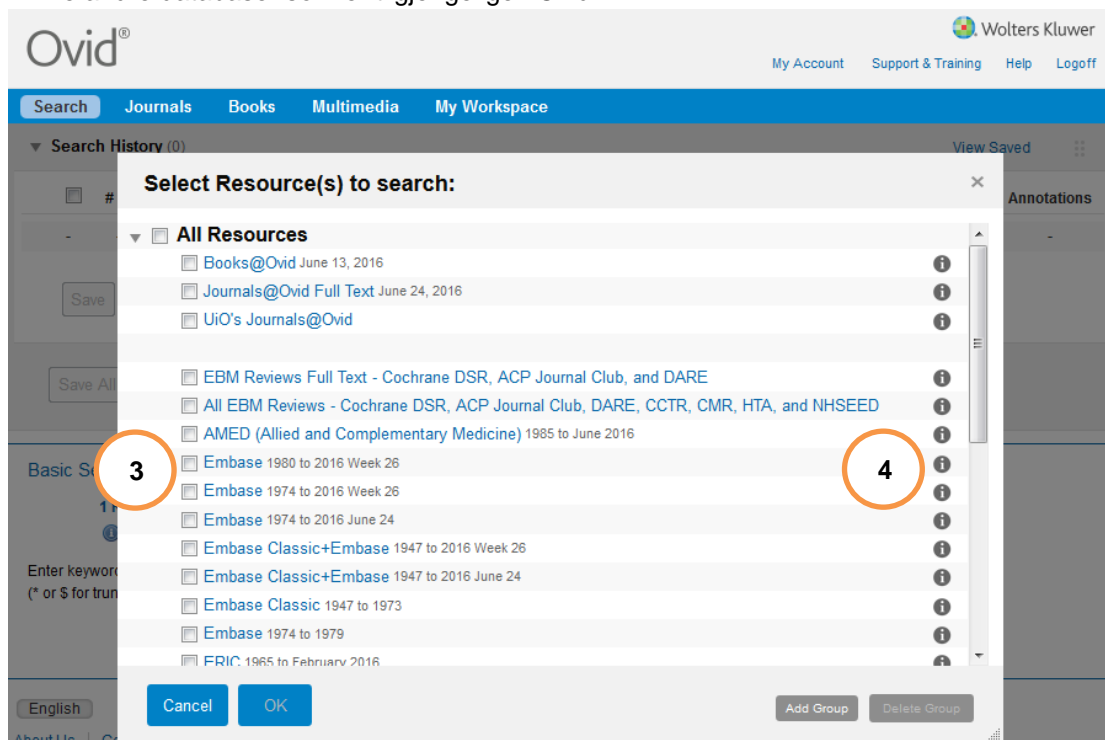 Ovid®
Wolters Kluwer
My Account Support & Training Help Logoff
Search Journals Books Multimedia My Workspace
Search History (0) View Saved
Select Resource(s) to search: ×
# Annotations
- -
All Resources
Books@Ovid June 13, 2016
Journals@Ovid Full Text June 24, 2016
Save
UiO's Journals@Ovid
EBM Reviews Full Text - Cochrane DSR, ACP Journal Club, and DARE
Save All
All EBM Reviews - Cochrane DSR, ACP Journal Club, DARE, CCTR, CMR, HTA, and NHSEED
AMED (Allied and Complementary Medicine) 1985 to June 2016
Basic Se 3 Embase 1980 to 2016 Week 26 4
Embase 1974 to 2016 Week 26
Embase 1974 to 2016 June 24
Embase Classic+Embase 1947 to 2016 Week 26
Enter keyword
Embase Classic+Embase 1947 to 2016 June 24
(* or $ for trun
Embase Classic 1947 to 1973
Embase 1974 to 1979
ERIC 1965 to February 2016
English Cancel OK Add Group Delete Group
About Us